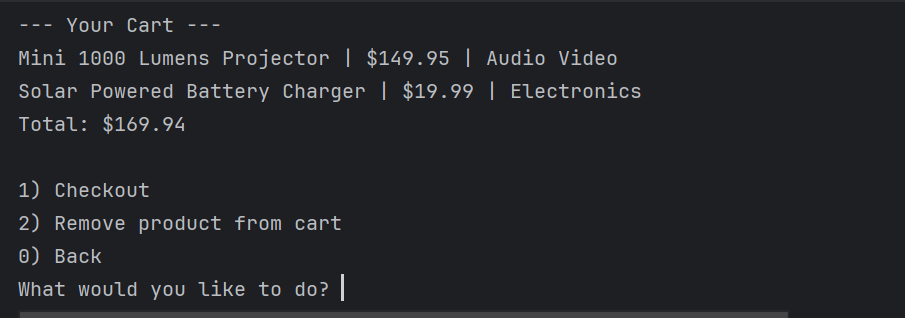 --- Your Cart ---
Mini 1000 Lumens Projector | $149.95 | Audio Video
Solar Powered Battery Charger | $19.99 | Electronics
Total: $169.94
1) Checkout
2) Remove product from cart
0) Back
What would you like to do?